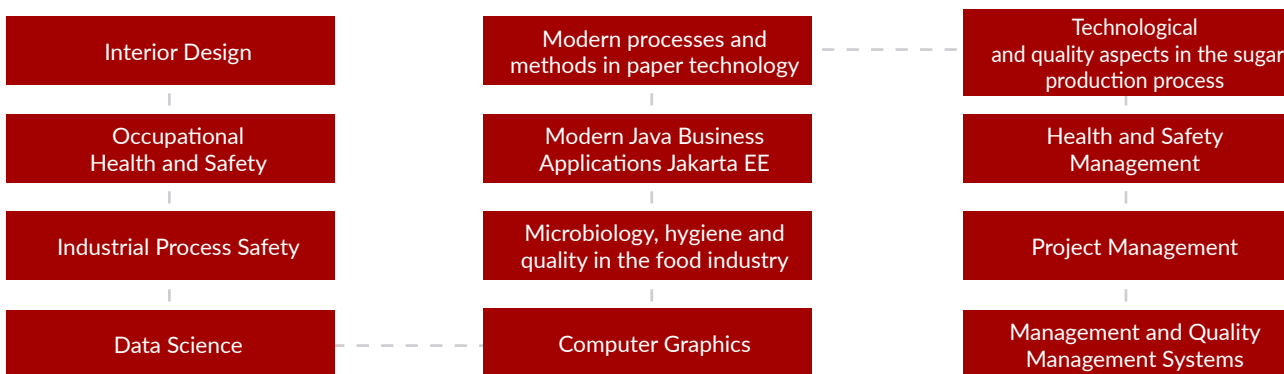 Interior Design
Occupational
Health and Safety
Industrial Process Safety
Data Science
Modern processes and
methods in paper technology
Modern Java Business
Applications Jakarta EE
Microbiology, hygiene and
quality in the food industry
Computer Graphics
Technological
and quality aspects in the sugar
production process
Health and Safety
Management
Project Management
Management and Quality
Management Systems